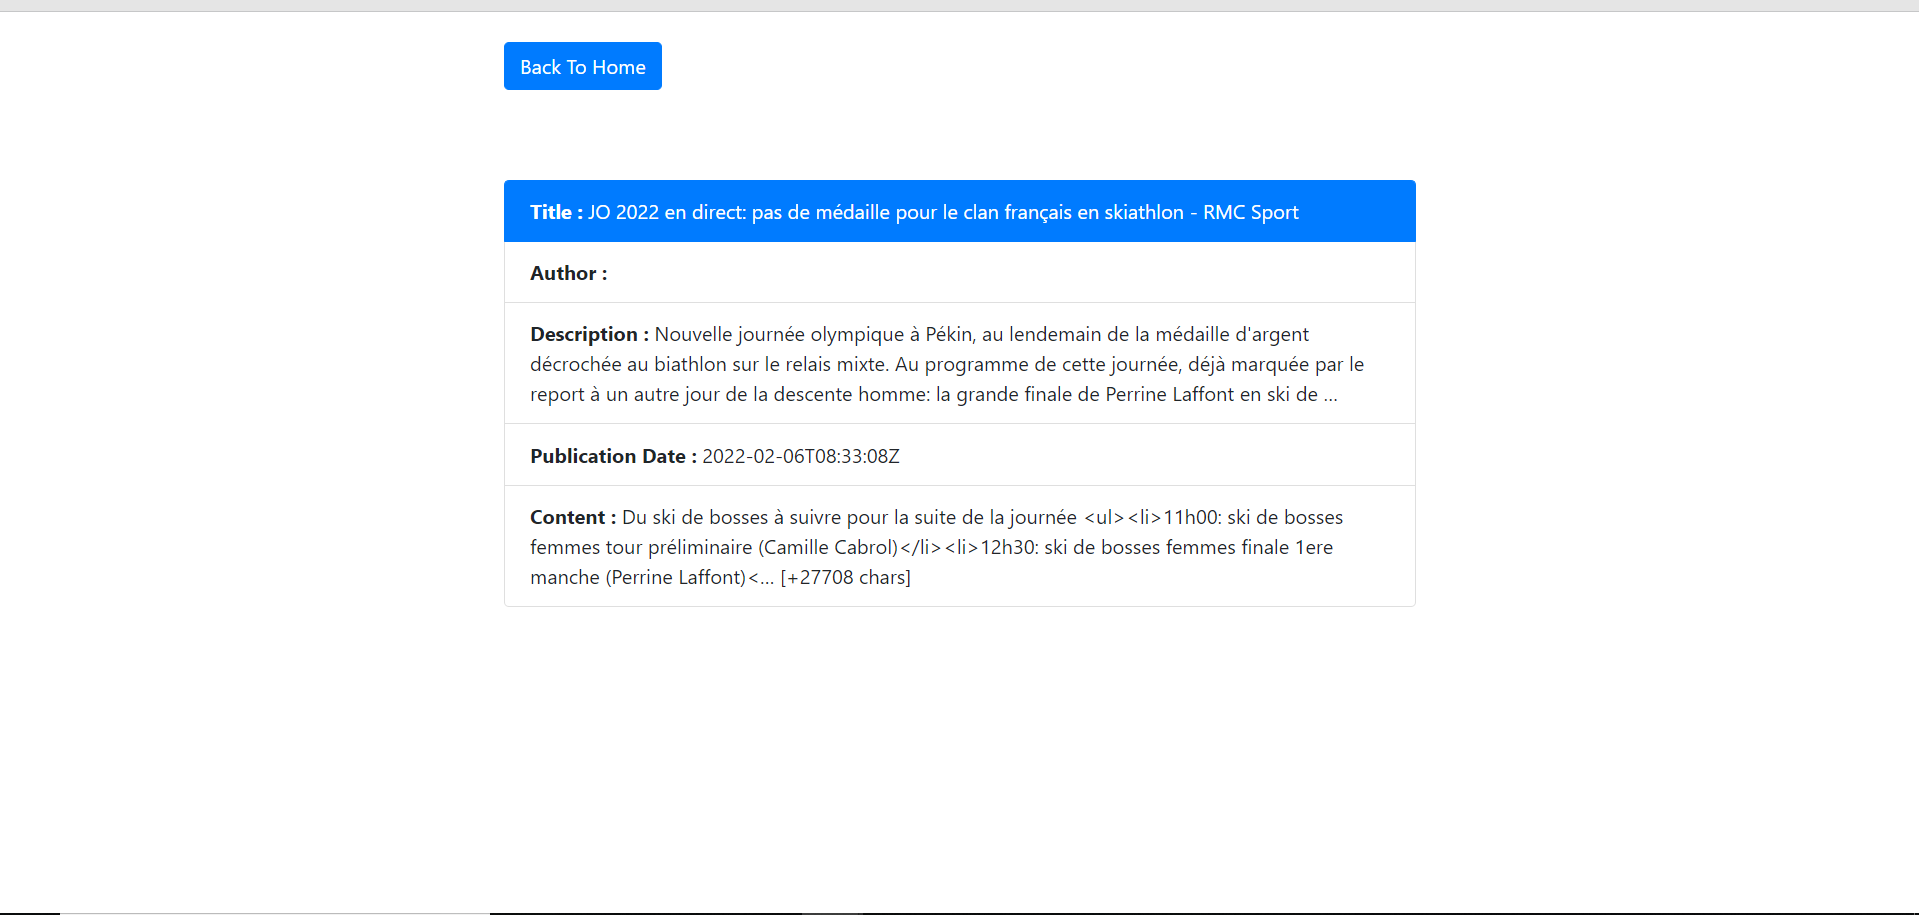 Back To Home
Title : JO 2022 en direct: pas de médaille pour le clan français en skiathlon - RMC Sport
Author :
Description : Nouvelle journée olympique à Pékin, au lendemain de la médaille d'argent
décrochée au biathlon sur le relais mixte. Au programme de cette journée, déjà marquée par le
report à un autre jour de la descente homme: la grande finale de Perrine Laffont en ski de …
Publication Date : 2022-02-06T08:33:08Z
Content : Du ski de bosses à suivre pour la suite de la journée <ul><li>11h00: ski de bosses
femmes tour préliminaire (Camille Cabrol)</li><li>12h30: ski de bosses femmes finale 1ere
manche (Perrine Laffont)<… [+27708 chars]